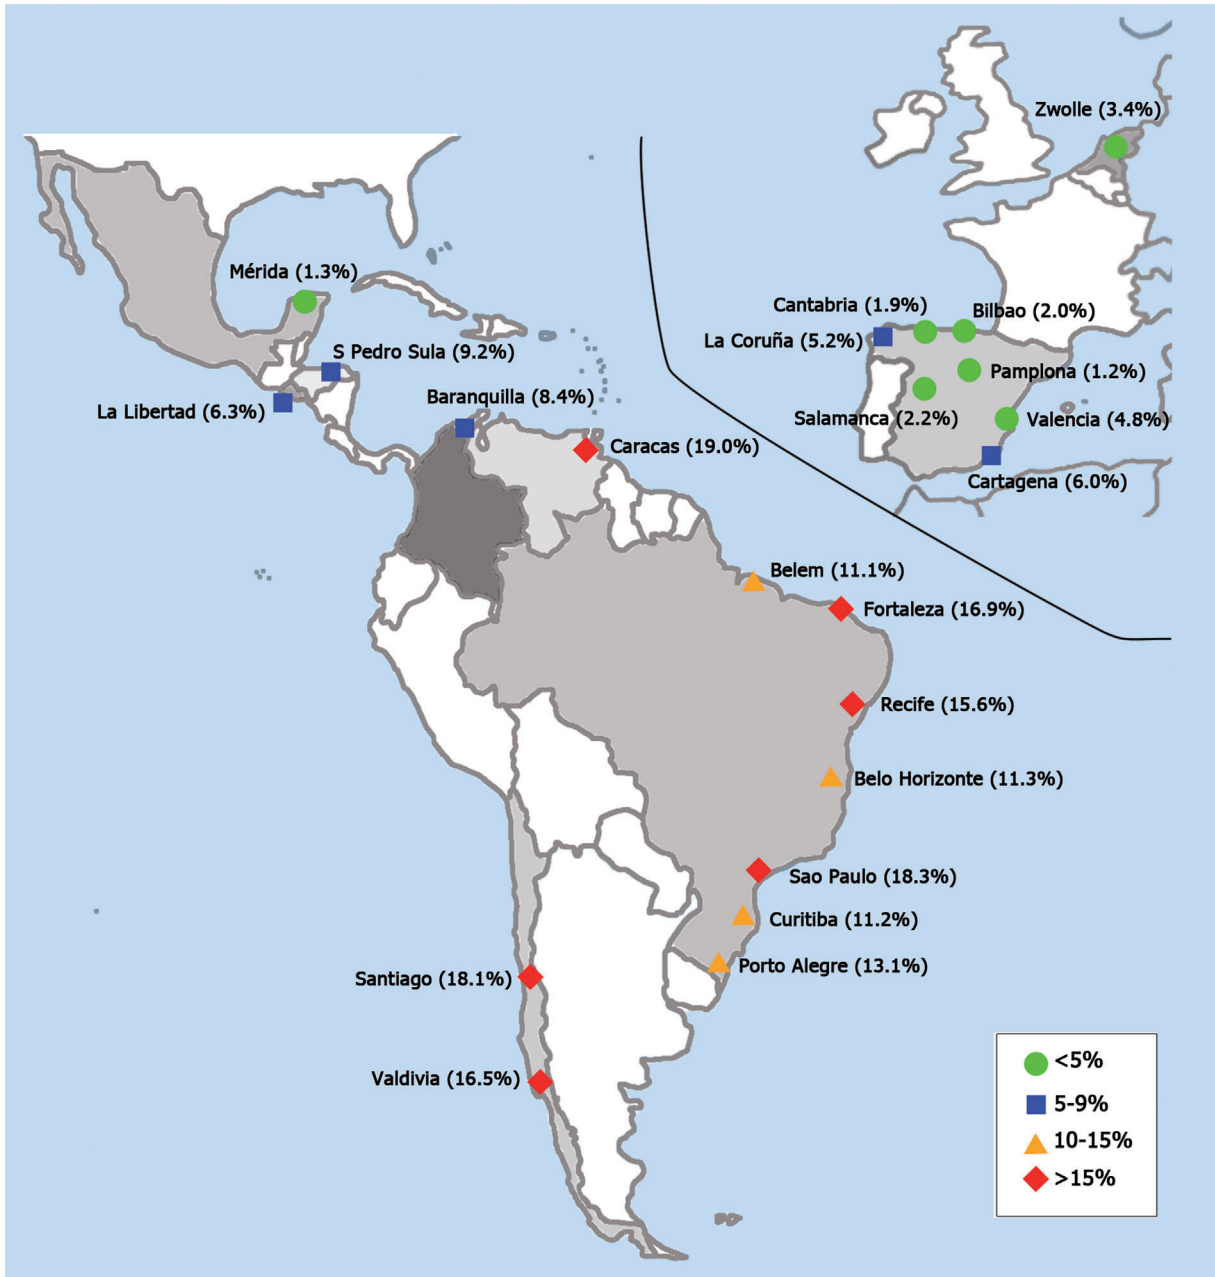 Zwolle (3.4%)
Mérida (1.3%)
Cantabria (1.9%)
Bilbao (2.0%)
La Coruña (5.2%)
S Pedro Sula (9.2%)
Pamplona (1.2%)
Baranquilla (8.4%)
La Libertad (6.3%)
Salamanca (2.2%)
Valencia (4.8%)
Caracas (19.0%)
Cartagena (6.0%)
Belem (11.1%)
Fortaleza (16.9%)
Recife (15.6%)
Belo Horizonte (11.3%)
Sao Paulo (18.3%)
Curitiba (11.2%)
Porto Alegre (13.1%)
Santiago (18.1%)
Valdivia (16.5%)
<5%
5-9%
10-15%
>15%